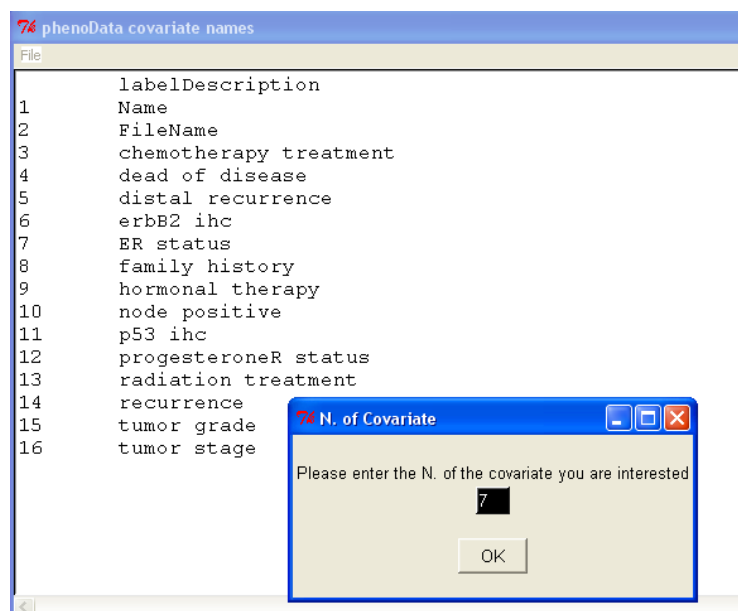 7% phenoData covariate names
File
labelDescription
1 Name
2 FileName
3 chemotherapy treatment
4 dead of disease
5 distal recurrence
6 erbB2 ihc
7 ER status
8 family history
9 hormonal therapy
10 node positive
11 p53 ihc
12 progesteroneR status
13 radiation treatment
14 recurrence
15 tumor grade
16 tumor stage
7% N. of Covariate
Please enter the N. of the covariate you are interested
7
OK